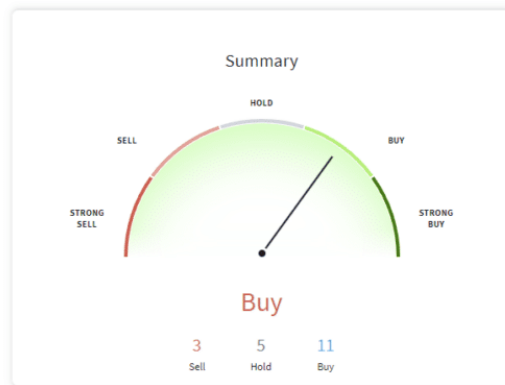 Summary
HOLD
SELL
BUY
STRONG
SELL
STRONG
BUY
Buy
3
5
11
Sell
Hold
Buy